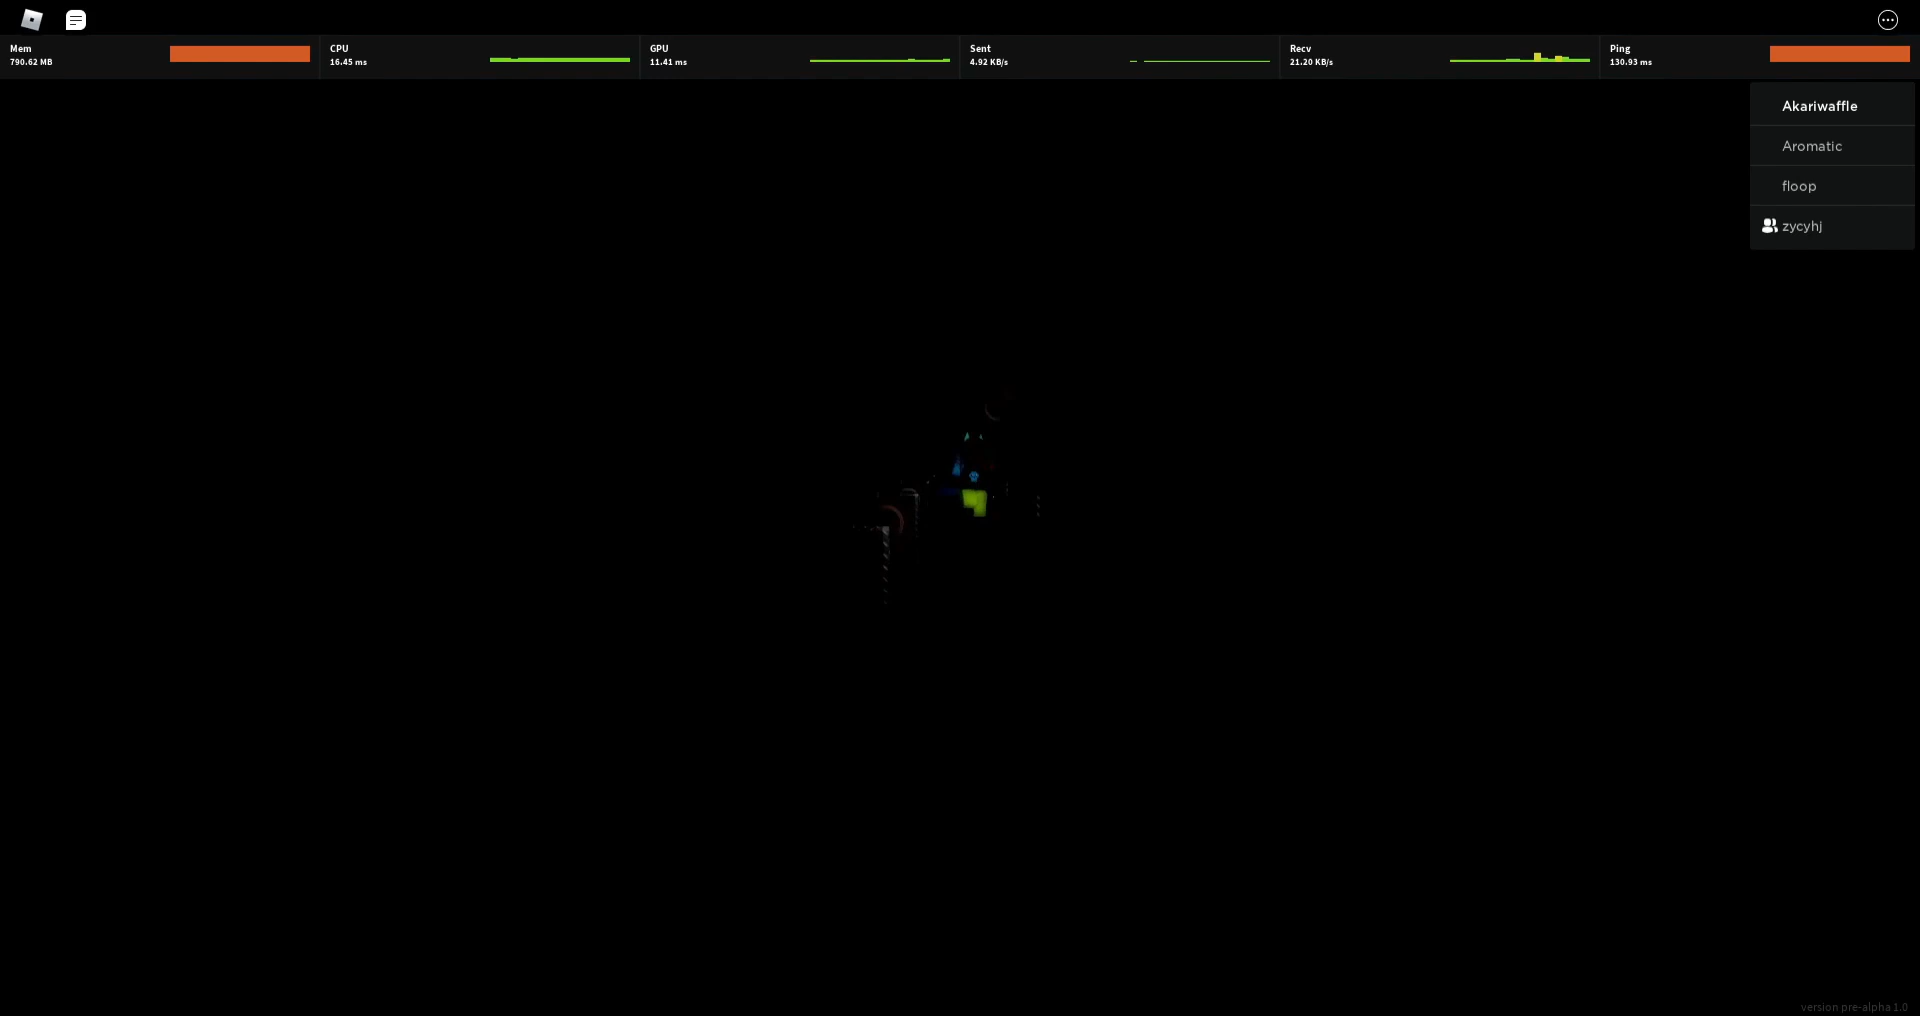 Mem
790.62 MB
CPU
16.45 ms
GPU
11.41 ms
Sent
4.92 KB/s
Recv
21.20 KB/s
Ping
130.93 ms
Akariwaffle
Aromatic
floop
zycyhj
version pre-alpha 1.0